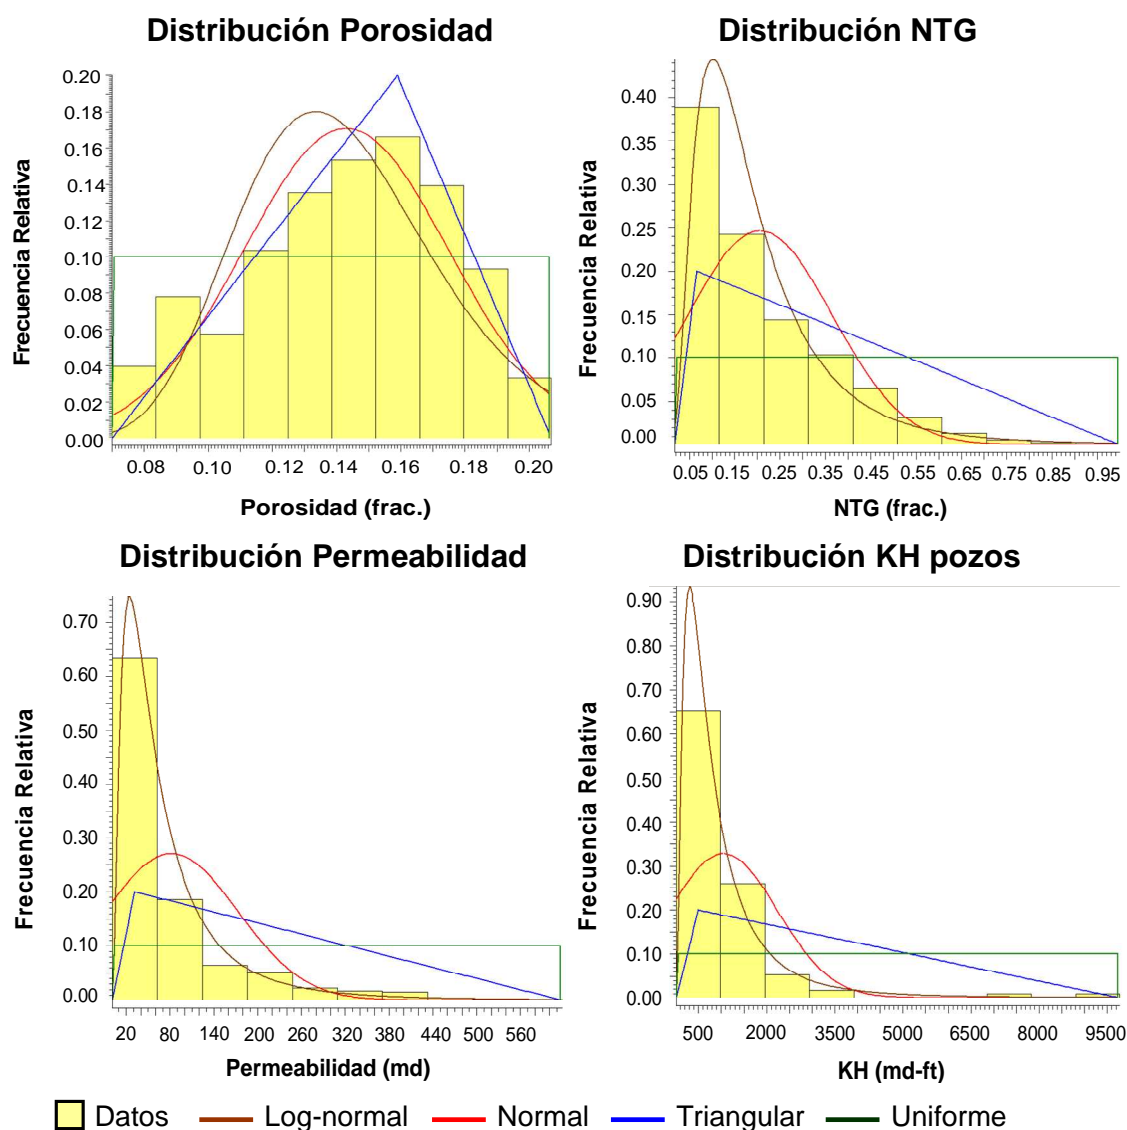 Distribución Porosidad
Frecuencia Relativa
0.20
0.18
0.16
0.14
0.12
0.10
0.08
0.06
0.04
0.02
0.00
0.08 0.10 0.12 0.14 0.16 0.18 0.20
Porosidad (frac.)
Distribución NTG
Frecuencia Relativa
0.40
0.35
0.30
0.25
0.20
0.15
0.10
0.05
0.00
0.05 0.15 0.25 0.35 0.45 0.55 0.65 0.75 0.85 0.95
NTG (frac.)
Distribución Permeabilidad
Frecuencia Relativa
0.70
0.60
0.50
0.40
0.30
0.20
0.10
0.00
20 80 140 200 260 320 380 440 500 560
Permeabilidad (md)
Distribución KH pozos
Frecuencia Relativa
0.90
0.80
0.70
0.60
0.50
0.40
0.30
0.20
0.10
0.00
500 2000 3500 5000 6500 8000 9500
KH (md-ft)
Datos Log-normal Normal Triangular Uniforme